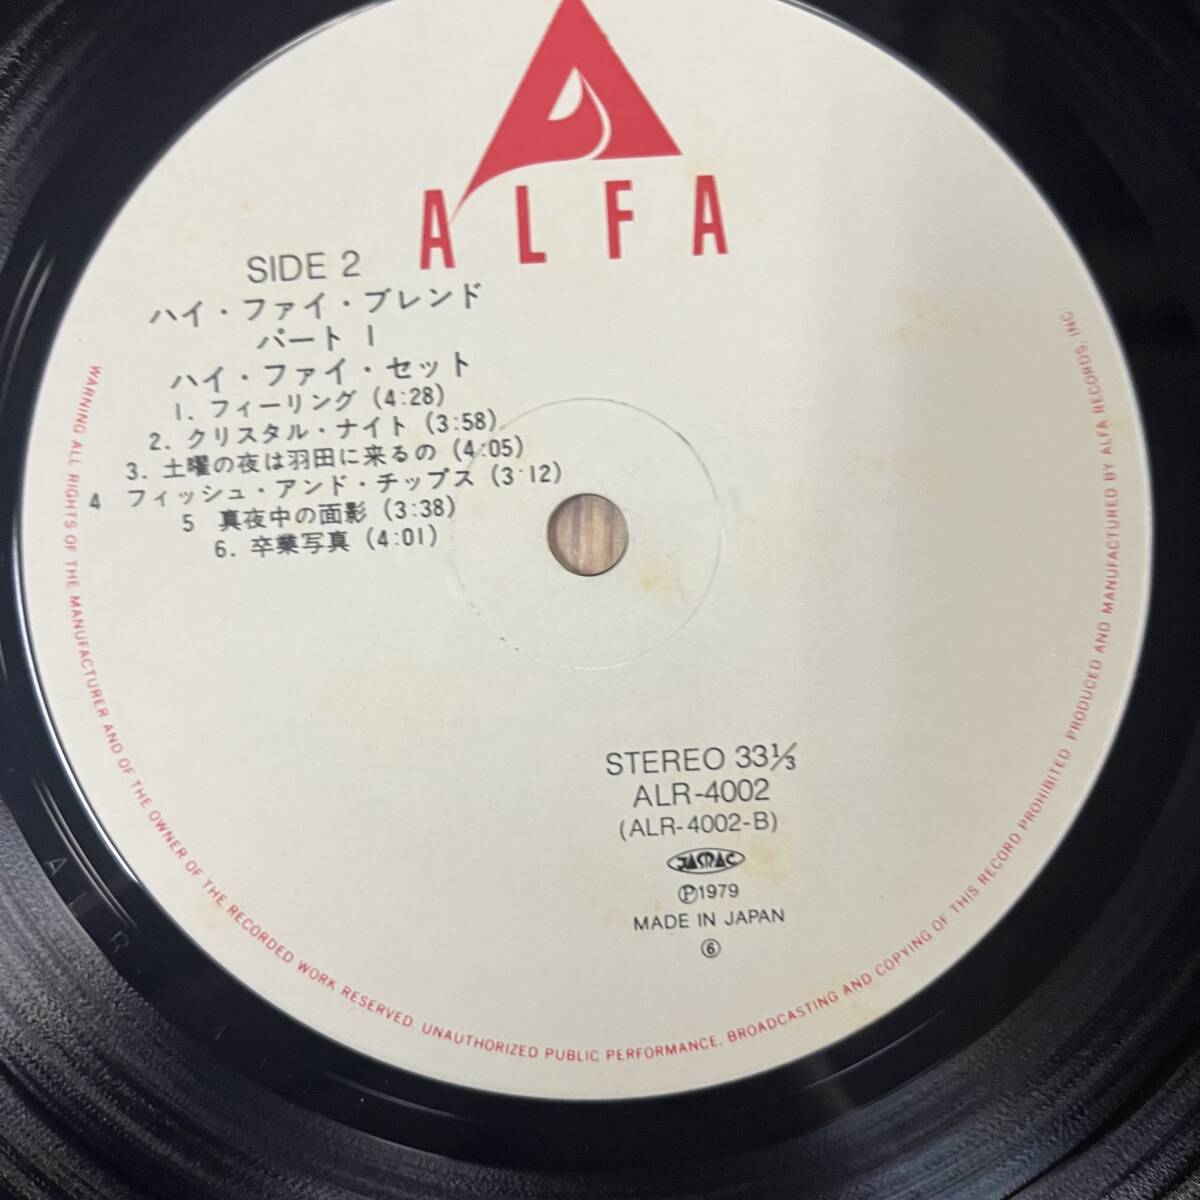 ALFA
SIDE 2
ハイ・ファイ・ブレンド
パート 1
ハイ・ファイ・セット
1. フィーリング (4:28)
2. クリスタル・ナイト (3:58)
3. 土曜の夜は羽田に来るの (4:05)
4 フィッシュ・アンド・チップス (3:12)
5 真夜中の面影 (3:38)
6. 卒業写真 (4:01)
STEREO 33⅓
ALR-4002
(ALR-4002-B)
JASRAC
Ⓟ1979
MADE IN JAPAN
⑥
WARNING ALL RIGHTS OF THE MANUFACTURER AND OF THE OWNER OF THE RECORDED WORK RESERVED. UNAUTHORIZED PUBLIC PERFORMANCE, BROADCASTING AND COPYING OF THIS RECORD PROHIBITED PRODUCED AND MANUFACTURED BY ALFA RECORDS, INC